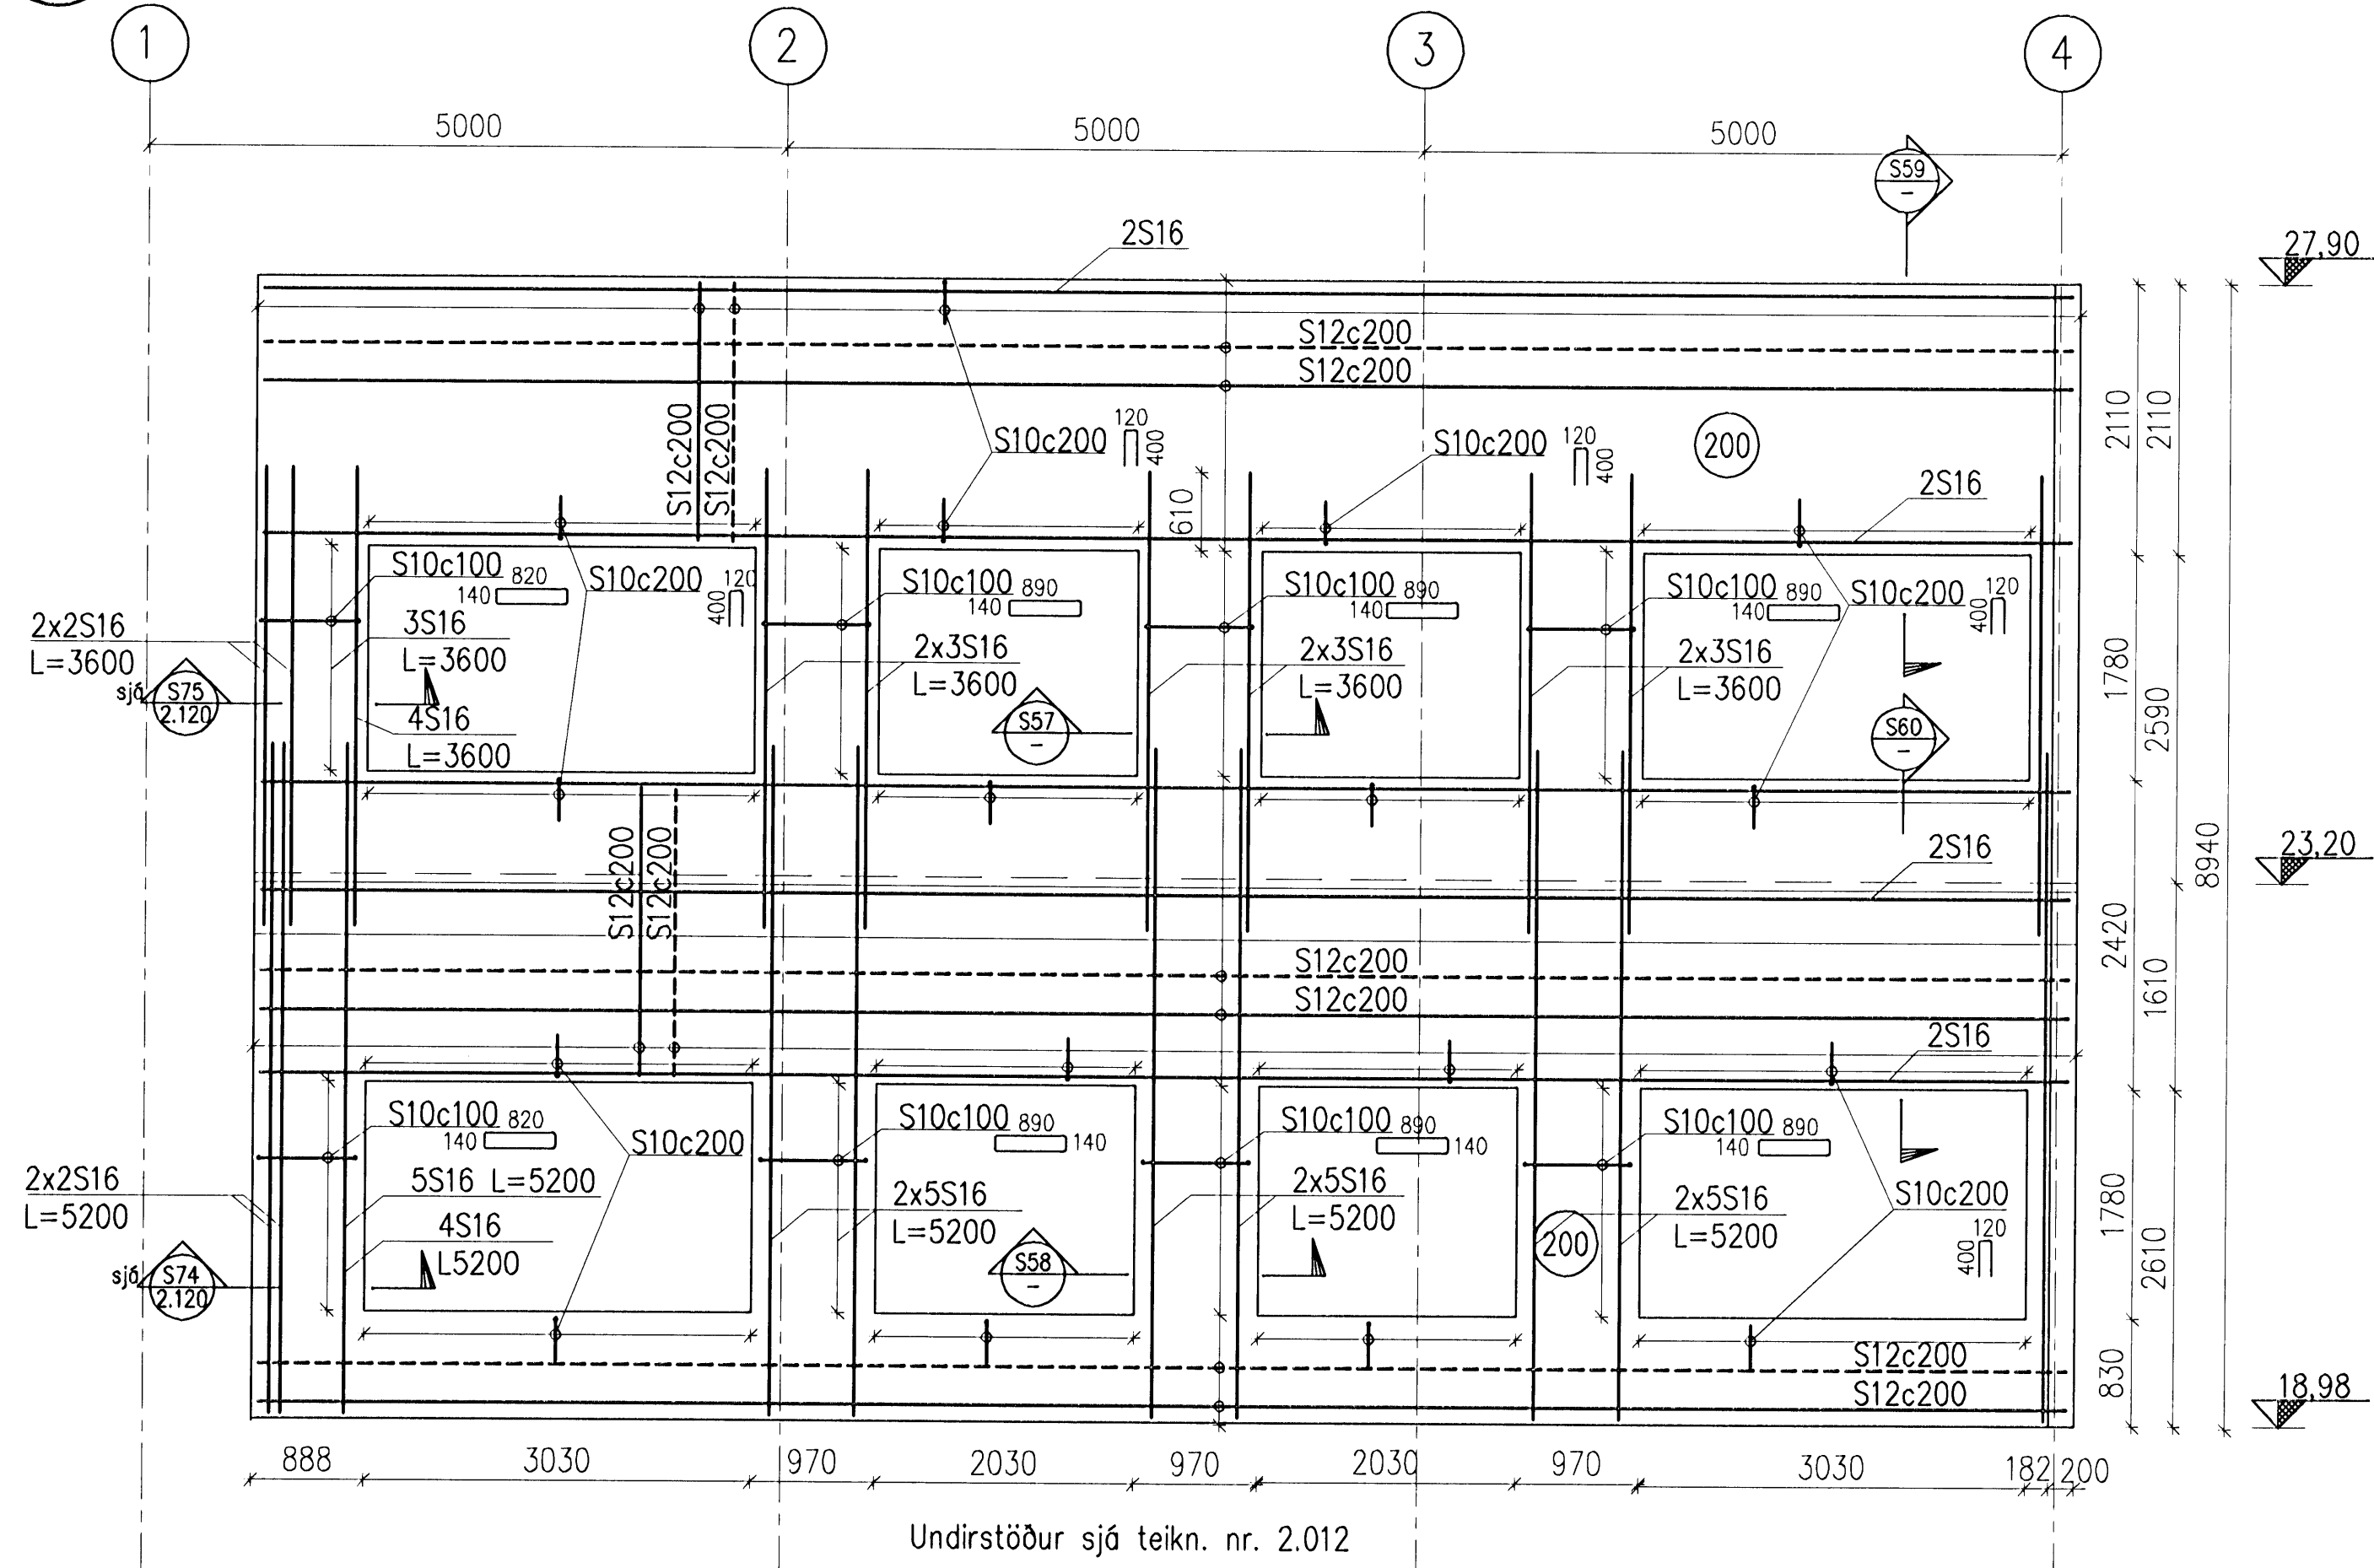 1
2
3
4
5000
5000
5000
S59
–
2S16
27,90
S12c200
S12c200
S12c200
S12c200
S10c200
120
400
S10c200
120
400
200
2110
2110
610
2S16
S10c100
820
140
S10c200
120
400
S10c100
890
140
S10c100
890
140
S10c100
890
140
S10c200
120
400
2x2S16
L=3600
3S16
L=3600
2x3S16
L=3600
2x3S16
L=3600
2x3S16
L=3600
1780
2590
sjá
S75
2.120
4S16
L=3600
S57
–
S60
–
S12c200
S12c200
2S16
23,20
8940
2420
1610
S12c200
S12c200
2S16
S10c100
820
140
S10c200
S10c100
890
140
S10c100
890
140
S10c100
890
140
S10c200
120
400
2x2S16
L=5200
5S16 L=5200
2x5S16
L=5200
2x5S16
L=5200
2x5S16
L=5200
200
1780
2610
4S16
L5200
sjá
S74
2.120
S58
–
S12c200
S12c200
830
18,98
888
3030
970
2030
970
2030
970
3030
182
200
Undirstöður sjá teikn. nr. 2.012